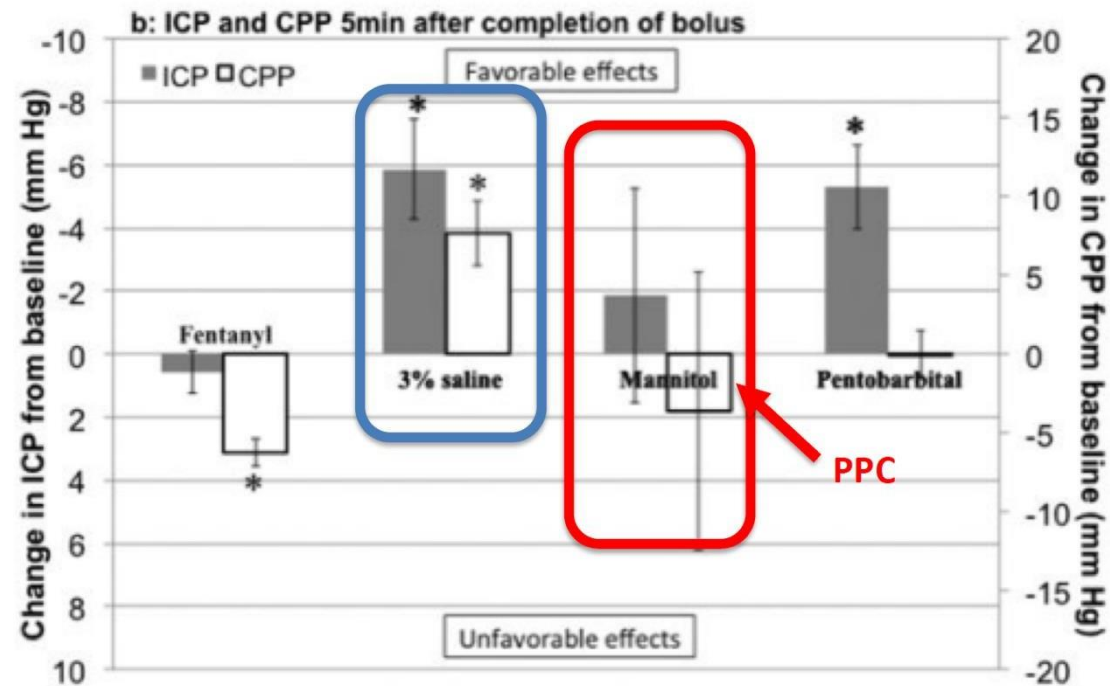 b: ICP and CPP 5min after completion of bolus
ICP CPP
Favorable effects
Change in ICP from baseline (mm Hg)
-10
-8
-6
-4
-2
0
2
4
6
8
10
*
*
*
*
Fentanyl
3% saline
Mannitol
Pentobarbital
PPC
Unfavorable effects
20
15
10
5
0
-5
-10
-15
-20
Change in CPP from baseline (mm Hg)